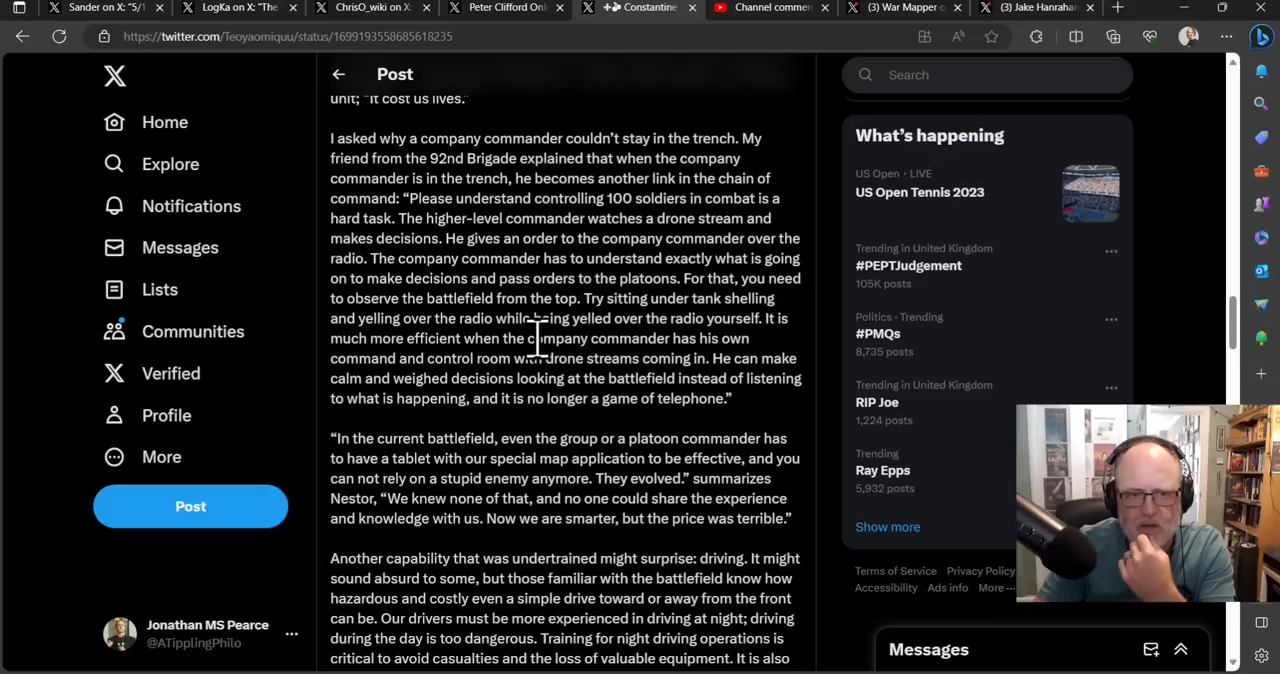 Sander on X: "5/1
LogKa on X: "The
ChrisO_wiki on X:
Peter Clifford Onli
Constantine
Channel commen
(3) War Mapper o
(3) Jake Hanrahan
https://twitter.com/Teoyaomiquu/status/1699193558685618235
Home
Explore
Notifications
Messages
Lists
Communities
Verified
Profile
More
Post
Jonathan MS Pearce
@ATipplingPhilo
Post
unit; "It cost us lives."
I asked why a company commander couldn't stay in the trench. My
friend from the 92nd Brigade explained that when the company
commander is in the trench, he becomes another link in the chain of
command: "Please understand controlling 100 soldiers in combat is a
hard task. The higher-level commander watches a drone stream and
makes decisions. He gives an order to the company commander over the
radio. The company commander has to understand exactly what is going
on to make decisions and pass orders to the platoons. For that, you need
to observe the battlefield from the top. Try sitting under tank shelling
and yelling over the radio while being yelled over the radio yourself. It is
much more efficient when the company commander has his own
command and control room with drone streams coming in. He can make
calm and weighed decisions looking at the battlefield instead of listening
to what is happening, and it is no longer a game of telephone."
"In the current battlefield, even the group or a platoon commander has
to have a tablet with our special map application to be effective, and you
can not rely on a stupid enemy anymore. They evolved." summarizes
Nestor, "We knew none of that, and no one could share the experience
and knowledge with us. Now we are smarter, but the price was terrible."
Another capability that was undertrained might surprise: driving. It might
sound absurd to some, but those familiar with the battlefield know how
hazardous and costly even a simple drive toward or away from the front
can be. Our drivers must be more experienced in driving at night; driving
during the day is too dangerous. Training for night driving operations is
critical to avoid casualties and the loss of valuable equipment. It is also
Search
What's happening
US Open · LIVE
US Open Tennis 2023
Trending in United Kingdom
#PEPTJudgement
105K posts
Politics · Trending
#PMQs
8,735 posts
Trending in United Kingdom
RIP Joe
1,224 posts
Trending
Ray Epps
5,932 posts
Show more
Terms of Service Privacy Policy
Accessibility Ads info More
Messages